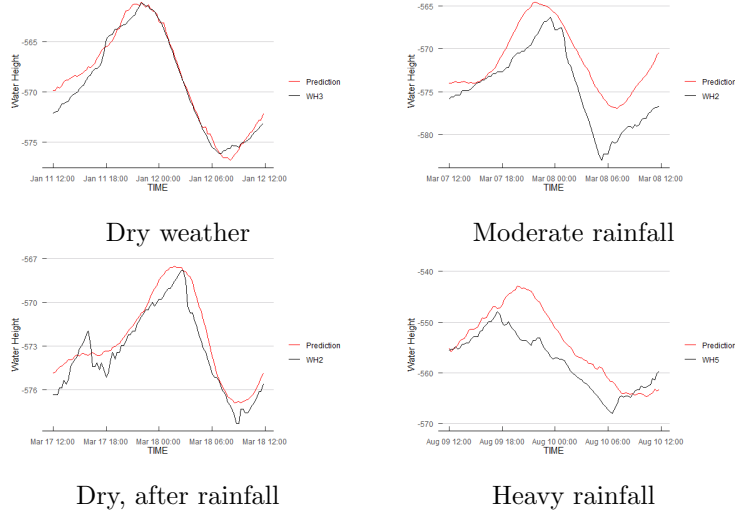 -565
-570
-575
Water Height
Jan 11 12:00 Jan 11 18:00 Jan 12 00:00 Jan 12 06:00 Jan 12 12:00
TIME
Prediction
WH3
Dry weather
-565
-570
-575
-580
Water Height
Mar 07 12:00 Mar 07 18:00 Mar 08 00:00 Mar 08 06:00 Mar 08 12:00
TIME
Prediction
WH2
Moderate rainfall
-567
-570
-573
-576
Water Height
Mar 17 12:00 Mar 17 18:00 Mar 18 00:00 Mar 18 06:00 Mar 18 12:00
TIME
Prediction
WH2
Dry, after rainfall
-540
-550
-560
-570
Water Height
Aug 09 12:00 Aug 09 18:00 Aug 10 00:00 Aug 10 06:00 Aug 10 12:00
TIME
Prediction
WH5
Heavy rainfall